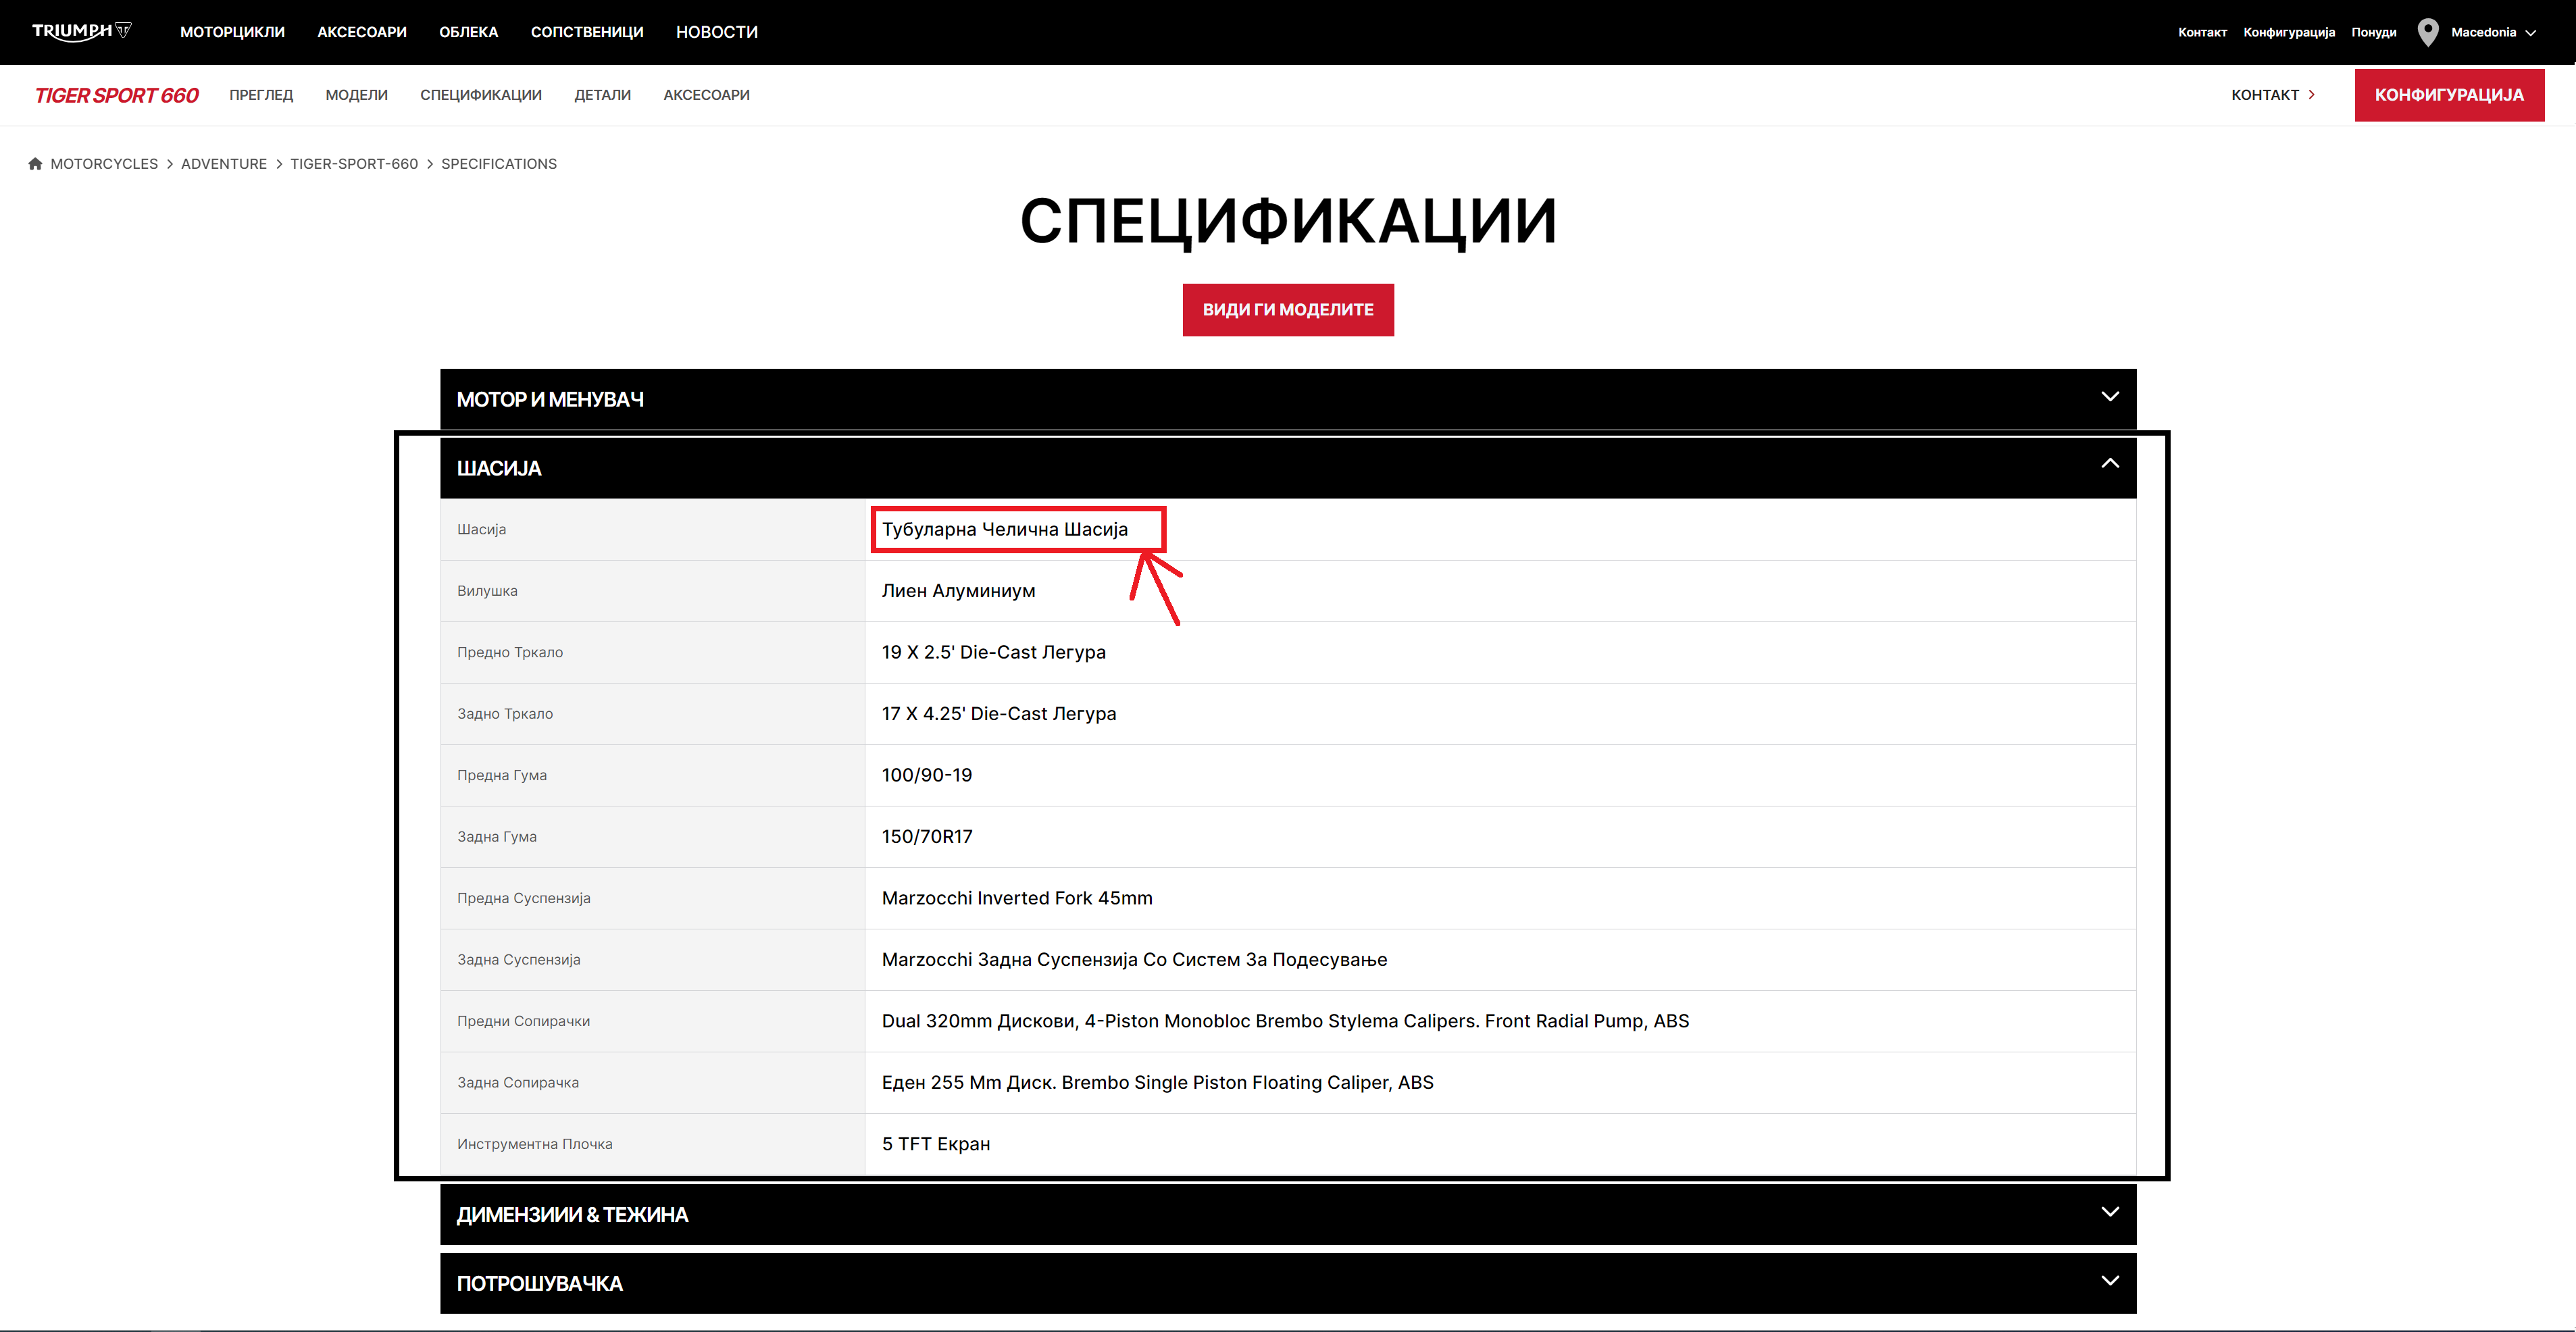 TRIUMPH МОТОРЦИКЛИ АКСЕСОАРИ ОБЛЕКА СОПСТВЕНИЦИ НОВОСТИ Контакт Конфигурација Понуди Macedonia
TIGER SPORT 660 ПРЕГЛЕД МОДЕЛИ СПЕЦИФИКАЦИИ ДЕТАЛИ АКСЕСОАРИ КОНТАКТ КОНФИГУРАЦИЈА
MOTORCYCLES > ADVENTURE > TIGER-SPORT-660 > SPECIFICATIONS
СПЕЦИФИКАЦИИ
ВИДИ ГИ МОДЕЛИТЕ
МОТОР И МЕНУВАЧ
ШАСИЈА
Шасија Тубуларна Челична Шасија
Вилушка Лиен Алуминиум
Предно Тркало 19 X 2.5' Die-Cast Легура
Задно Тркало 17 X 4.25' Die-Cast Легура
Предна Гума 100/90-19
Задна Гума 150/70R17
Предна Суспензија Marzocchi Inverted Fork 45mm
Задна Суспензија Marzocchi Задна Суспензија Со Систем За Подесување
Предни Сопирачки Dual 320mm Дискови, 4-Piston Monobloc Brembo Stylema Calipers. Front Radial Pump, ABS
Задна Сопирачка Еден 255 Mm Диск. Brembo Single Piston Floating Caliper, ABS
Инструментна Плочка 5 TFT Екран
ДИМЕНЗИИИ & ТЕЖИНА
ПОТРОШУВАЧКА